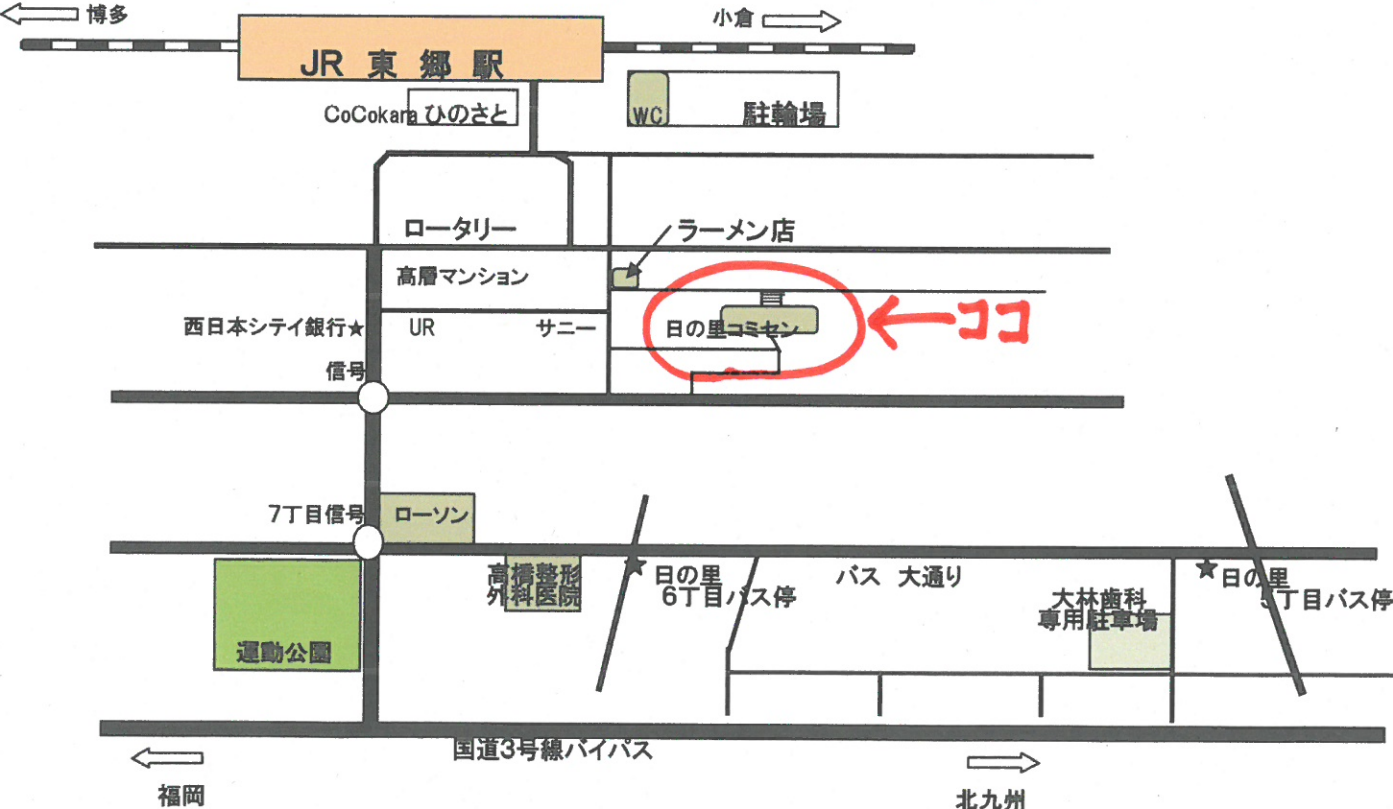 博多
小倉
JR 東 郷 駅
CoCokara ひのさと
WC
駐輪場
ロータリー
ラーメン店
高層マンション
西日本シテイ銀行★
UR
サニー
日の里コミセン
←ココ
信号
7丁目信号
ローソン
高橋整形
外科医院
★日の里
6丁目バス停
バス 大通り
大林歯科
専用駐車場
★日の里
5丁目バス停
運動公園
国道3号線バイパス
福岡
北九州